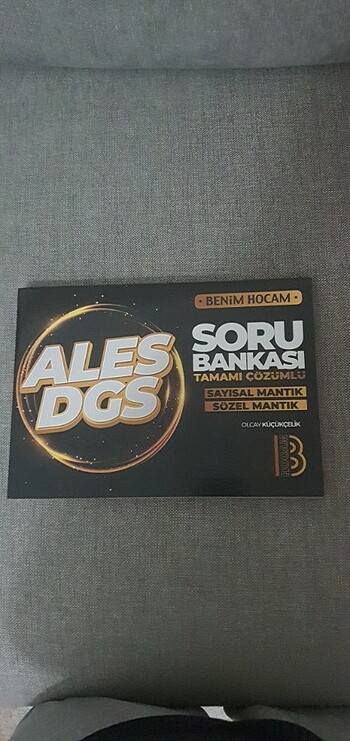 ALES
DGS
• BENİM HOCAM •
SORU
BANKASI
TAMAMI ÇÖZÜMLÜ
SAYISAL MANTIK
SÖZEL MANTIK
OLCAY KÜÇÜKÇELİK
B